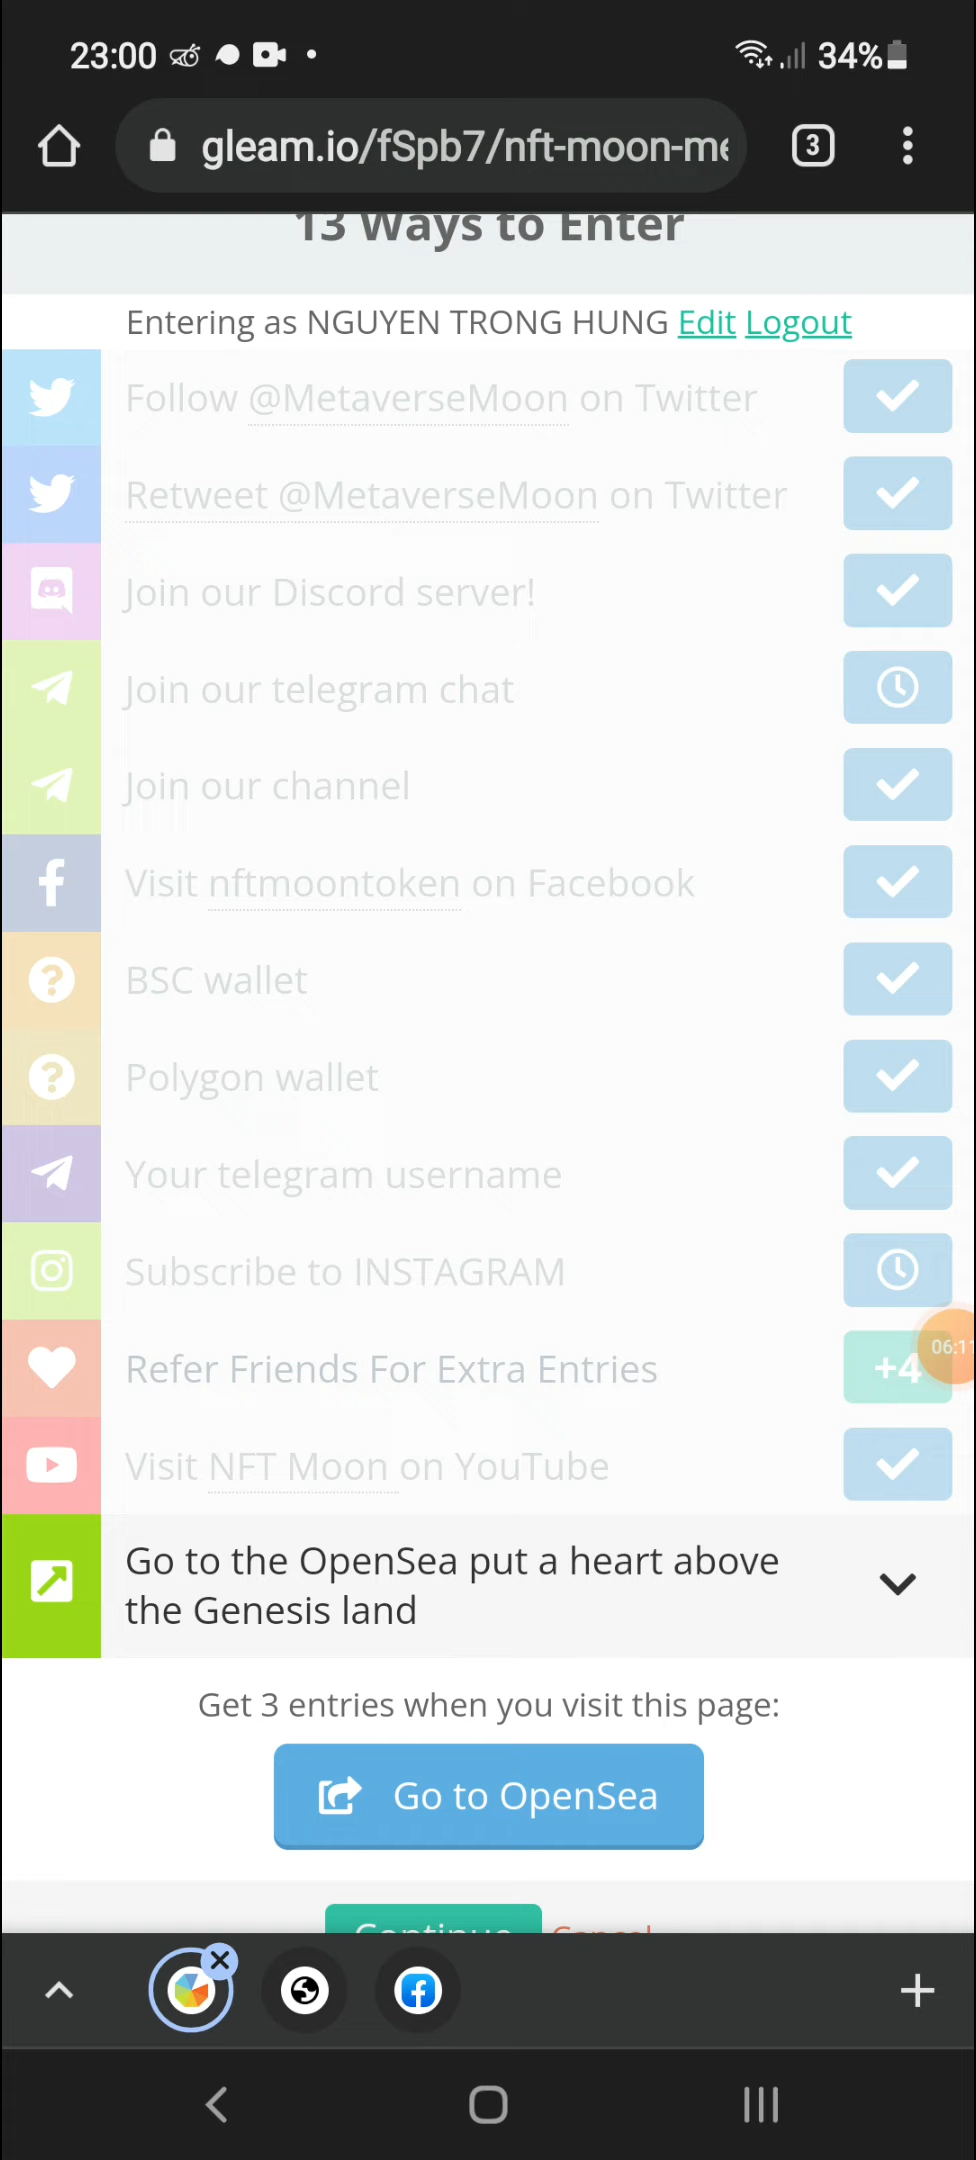 23:00
34%
gleam.io/fSpb7/nft-moon-me
3
13 Ways to Enter
Entering as NGUYEN TRONG HUNG Edit Logout
Follow @MetaverseMoon on Twitter
Retweet @MetaverseMoon on Twitter
Join our Discord server!
Join our telegram chat
Join our channel
Visit nftmoontoken on Facebook
BSC wallet
Polygon wallet
Your telegram username
Subscribe to INSTAGRAM
Refer Friends For Extra Entries
+4
06:11
Visit NFT Moon on YouTube
Go to the OpenSea put a heart above
the Genesis land
Get 3 entries when you visit this page:
Go to OpenSea
Continue Cancel